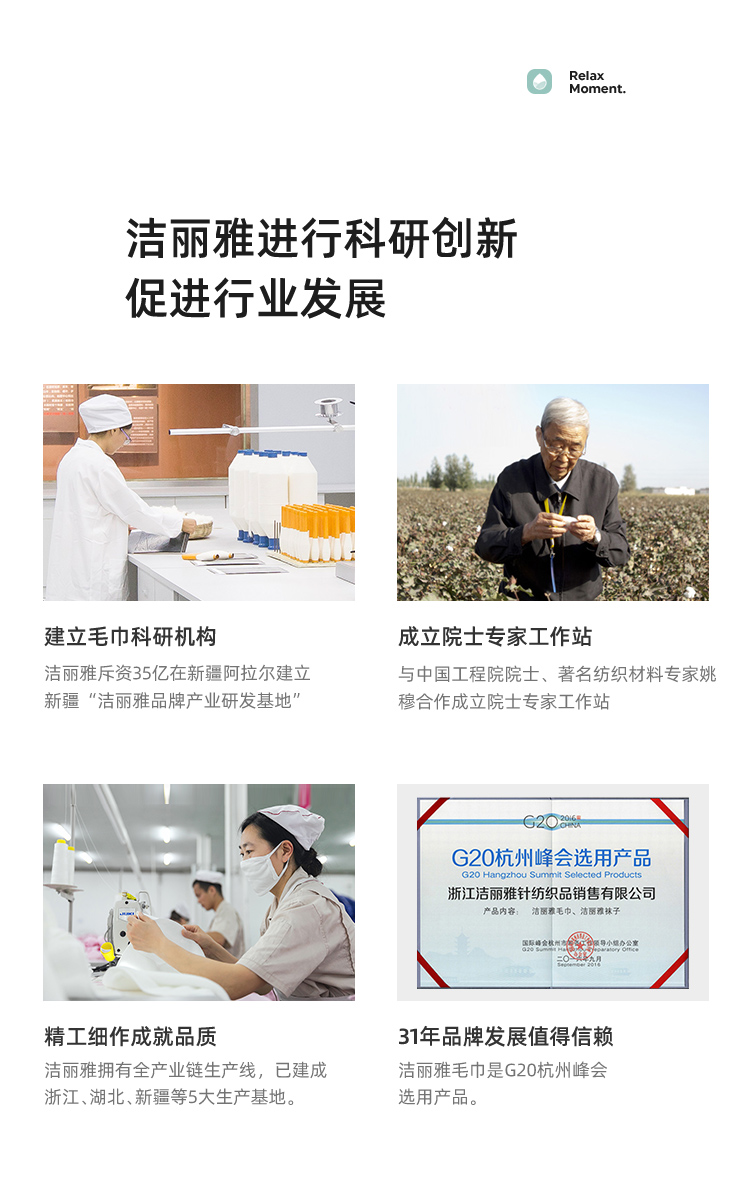 Relax
Moment.
洁丽雅进行科研创新
促进行业发展
建立毛巾科研机构
洁丽雅斥资35亿在新疆阿拉尔建立
新疆“洁丽雅品牌产业研发基地”
成立院士专家工作站
与中国工程院院士、著名纺织材料专家姚
穆合作成立院士专家工作站
JUKI
G20 2016 CHINA
G20杭州峰会选用产品
G20 Hangzhou Summit Selected Products
浙江洁丽雅针纺织品销售有限公司
产品内容： 洁丽雅毛巾、洁丽雅袜子
国际峰会杭州市筹备工作领导小组办公室
G20 Summit Hangzhou Preparatory Office
二〇一六年九月
September 2016
精工细作成就品质
洁丽雅拥有全产业链生产线，已建成
浙江、湖北、新疆等5大生产基地。
31年品牌发展值得信赖
洁丽雅毛巾是G20杭州峰会
选用产品。